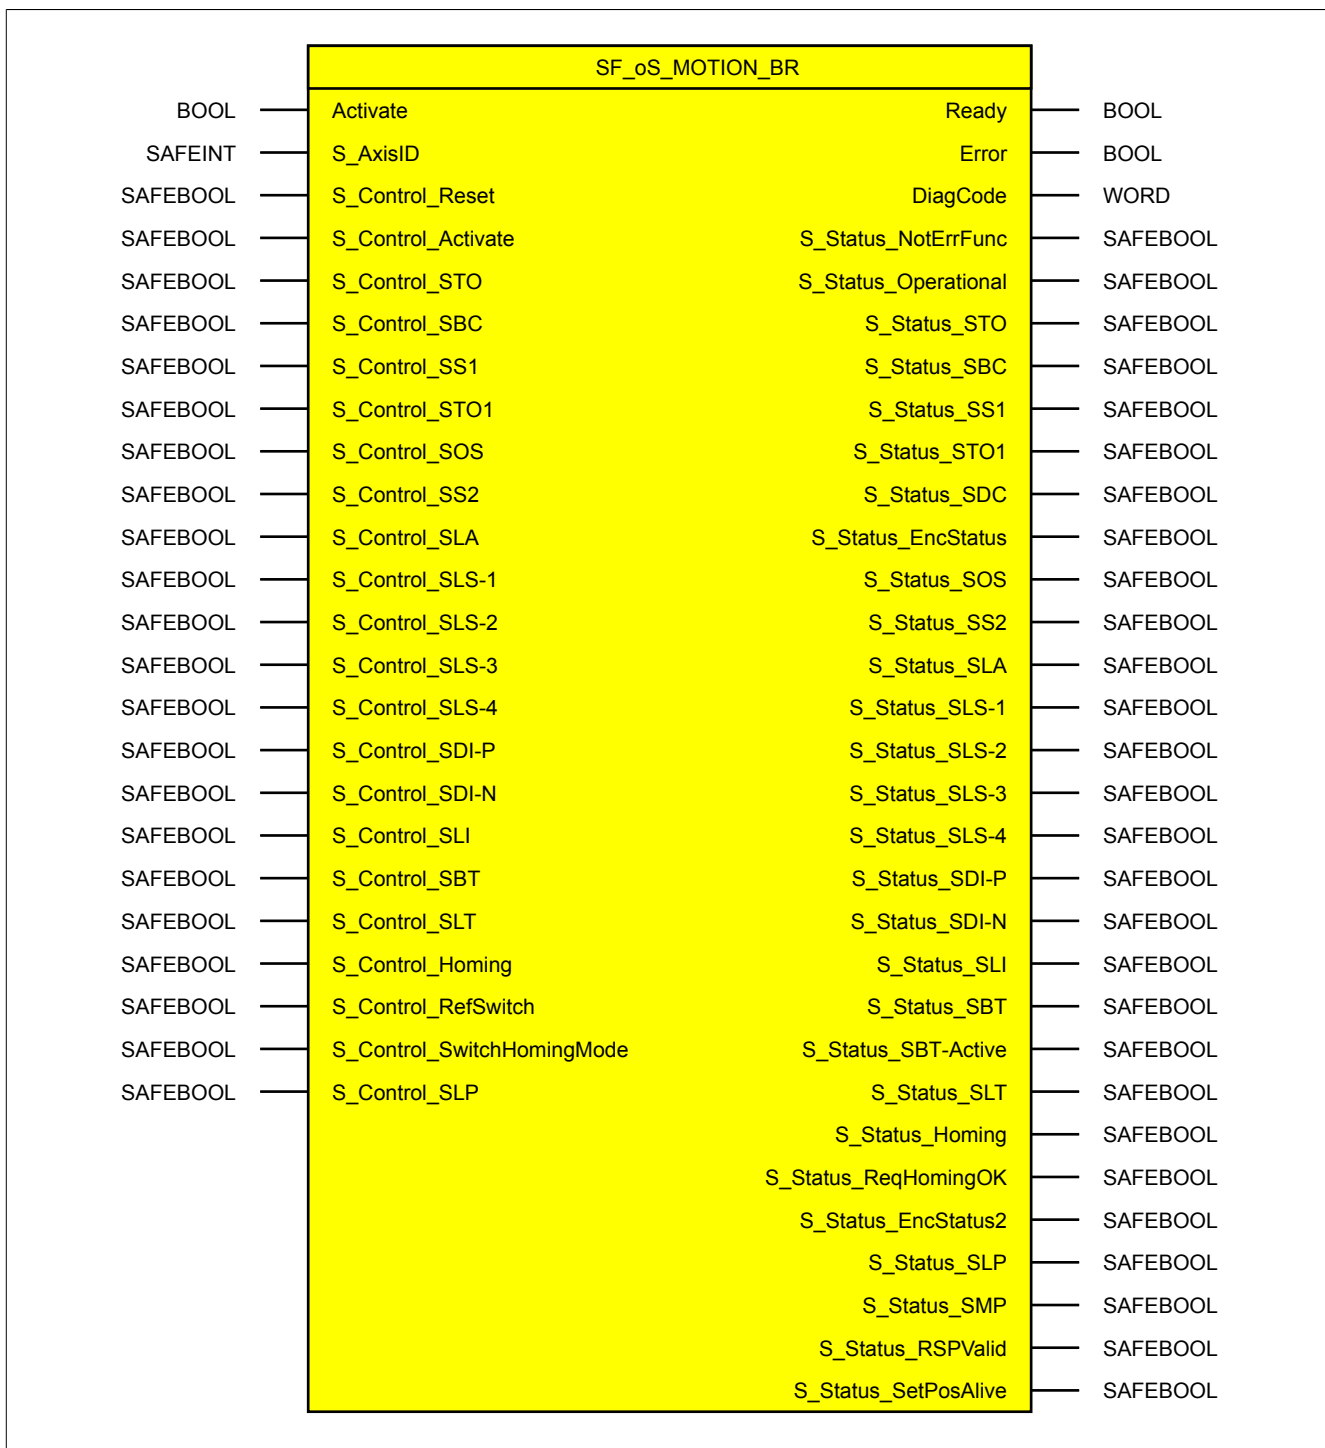 SF_oS_MOTION_BR
BOOL Activate Ready BOOL
SAFEINT S_AxisID Error BOOL
SAFEBOOL S_Control_Reset DiagCode WORD
SAFEBOOL S_Control_Activate S_Status_NotErrFunc SAFEBOOL
SAFEBOOL S_Control_STO S_Status_Operational SAFEBOOL
SAFEBOOL S_Control_SBC S_Status_STO SAFEBOOL
SAFEBOOL S_Control_SS1 S_Status_SBC SAFEBOOL
SAFEBOOL S_Control_STO1 S_Status_SS1 SAFEBOOL
SAFEBOOL S_Control_SOS S_Status_STO1 SAFEBOOL
SAFEBOOL S_Control_SS2 S_Status_SDC SAFEBOOL
SAFEBOOL S_Control_SLA S_Status_EncStatus SAFEBOOL
SAFEBOOL S_Control_SLS-1 S_Status_SOS SAFEBOOL
SAFEBOOL S_Control_SLS-2 S_Status_SS2 SAFEBOOL
SAFEBOOL S_Control_SLS-3 S_Status_SLA SAFEBOOL
SAFEBOOL S_Control_SLS-4 S_Status_SLS-1 SAFEBOOL
SAFEBOOL S_Control_SDI-P S_Status_SLS-2 SAFEBOOL
SAFEBOOL S_Control_SDI-N S_Status_SLS-3 SAFEBOOL
SAFEBOOL S_Control_SLI S_Status_SLS-4 SAFEBOOL
SAFEBOOL S_Control_SBT S_Status_SDI-P SAFEBOOL
SAFEBOOL S_Control_SLT S_Status_SDI-N SAFEBOOL
SAFEBOOL S_Control_Homing S_Status_SLI SAFEBOOL
SAFEBOOL S_Control_RefSwitch S_Status_SBT SAFEBOOL
SAFEBOOL S_Control_SwitchHomingMode S_Status_SBT-Active SAFEBOOL
SAFEBOOL S_Control_SLP S_Status_SLT SAFEBOOL
S_Status_Homing SAFEBOOL
S_Status_ReqHomingOK SAFEBOOL
S_Status_EncStatus2 SAFEBOOL
S_Status_SLP SAFEBOOL
S_Status_SMP SAFEBOOL
S_Status_RSPValid SAFEBOOL
S_Status_SetPosAlive SAFEBOOL